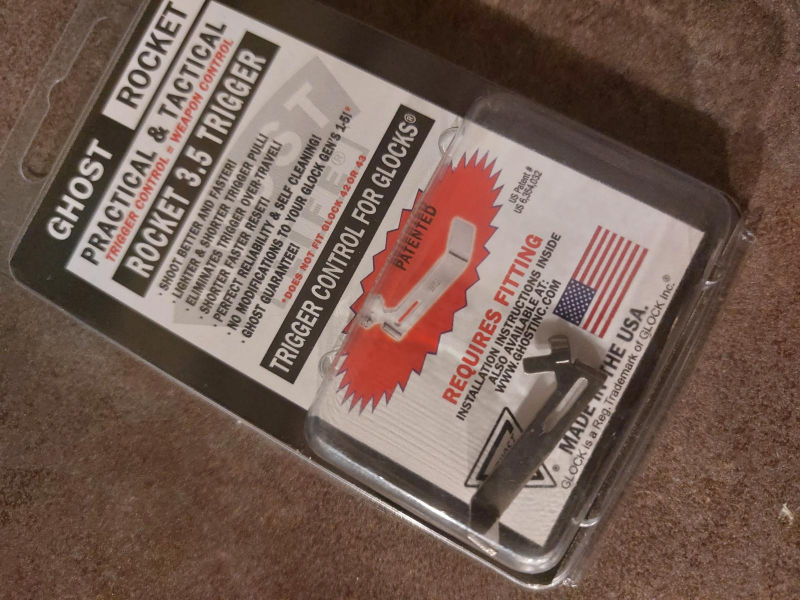 GHOST ROCKET
PRACTICAL & TACTICAL
TRIGGER CONTROL = WEAPON CONTROL
ROCKET 3.5 TRIGGER
· SHOOT BETTER AND FASTER!
· LIGHTER & SHORTER TRIGGER PULL!
· ELIMINATES TRIGGER OVER-TRAVEL!
· SHORTER FASTER RESET!
· PERFECT RELIABILITY & SELF CLEANING!
· NO MODIFICATIONS TO YOUR GLOCK GEN'S 1-5!*
· GHOST GUARANTEE!
*DOES NOT FIT GLOCK 42 OR 43
TRIGGER CONTROL FOR GLOCKS®
PATENTED
US Patent #
US 6,354,032
REQUIRES FITTING
INSTALLATION INSTRUCTIONS INSIDE
ALSO AVAILABLE AT:
WWW.GHOSTINC.COM
MADE IN THE USA.
GLOCK is a Reg. Trademark of GLOCK Inc.®